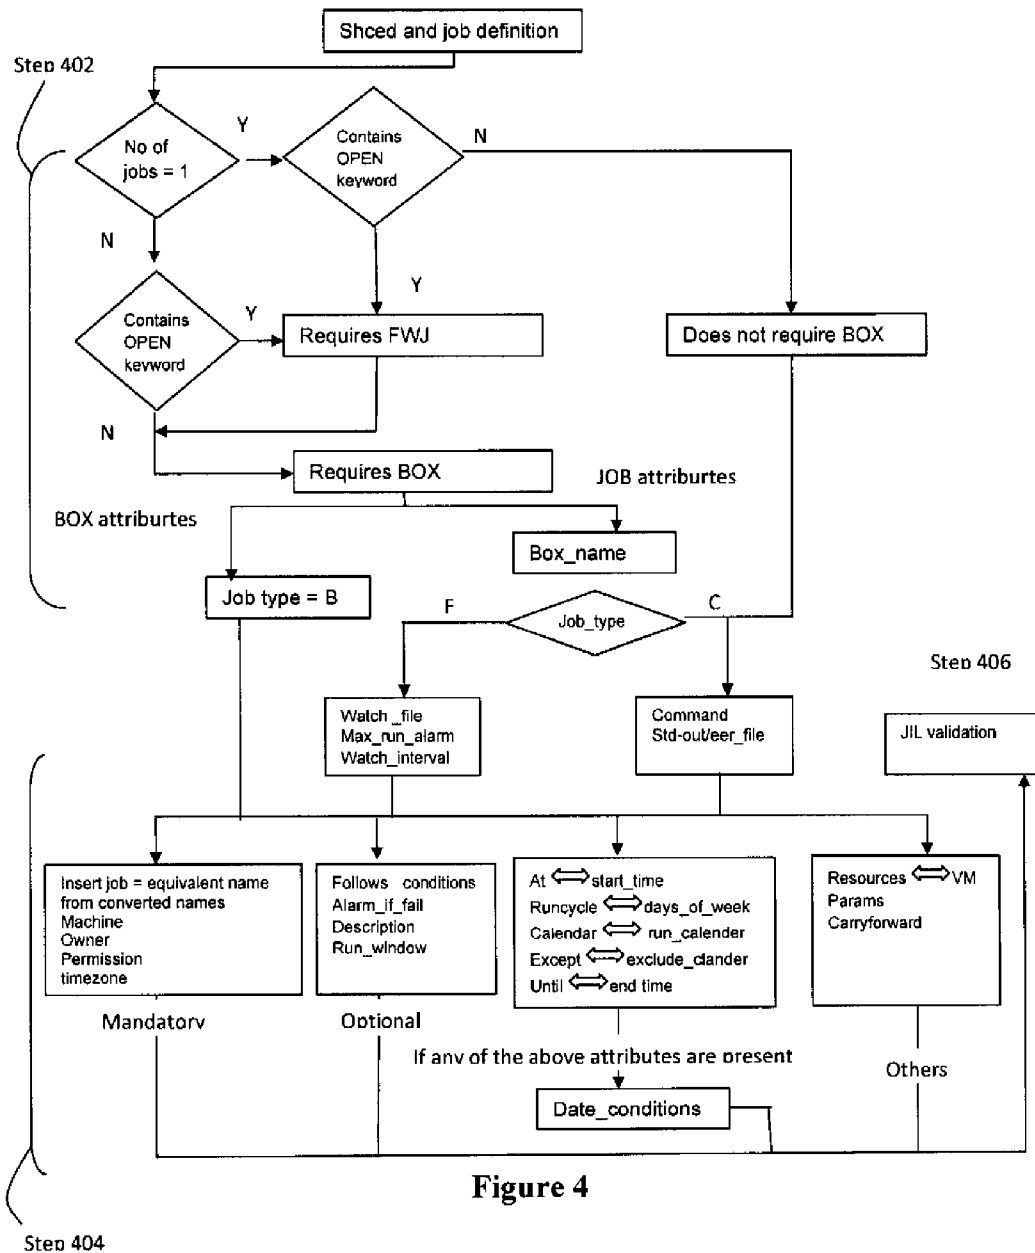 Shced and job definition
Step 402
No of
jobs = 1
Y
Contains
OPEN
keyword
N
N
Y
Contains
OPEN
keyword
Y
Requires FWJ
Does not require BOX
N
Requires BOX
JOB attriburtes
BOX attriburtes
Box_name
Job type = B
F
Job_type
C
Step 406
Watch _file
Max_run_alarm
Watch_interval
Command
Std-out/eer_file
JIL validation
Insert job = equivalent name
from converted names
Machine
Owner
Permission
timezone
Follows conditions
Alarm_if_fail
Description
Run_window
At ⇔ start_time
Runcycle ⇔ days_of_week
Calendar ⇔ run_calender
Except ⇔ exclude_clander
Until ⇔ end time
Resources ⇔ VM
Params
Carryforward
Mandatory
Optional
If any of the above attributes are present
Others
Date_conditions
Figure 4
Step 404